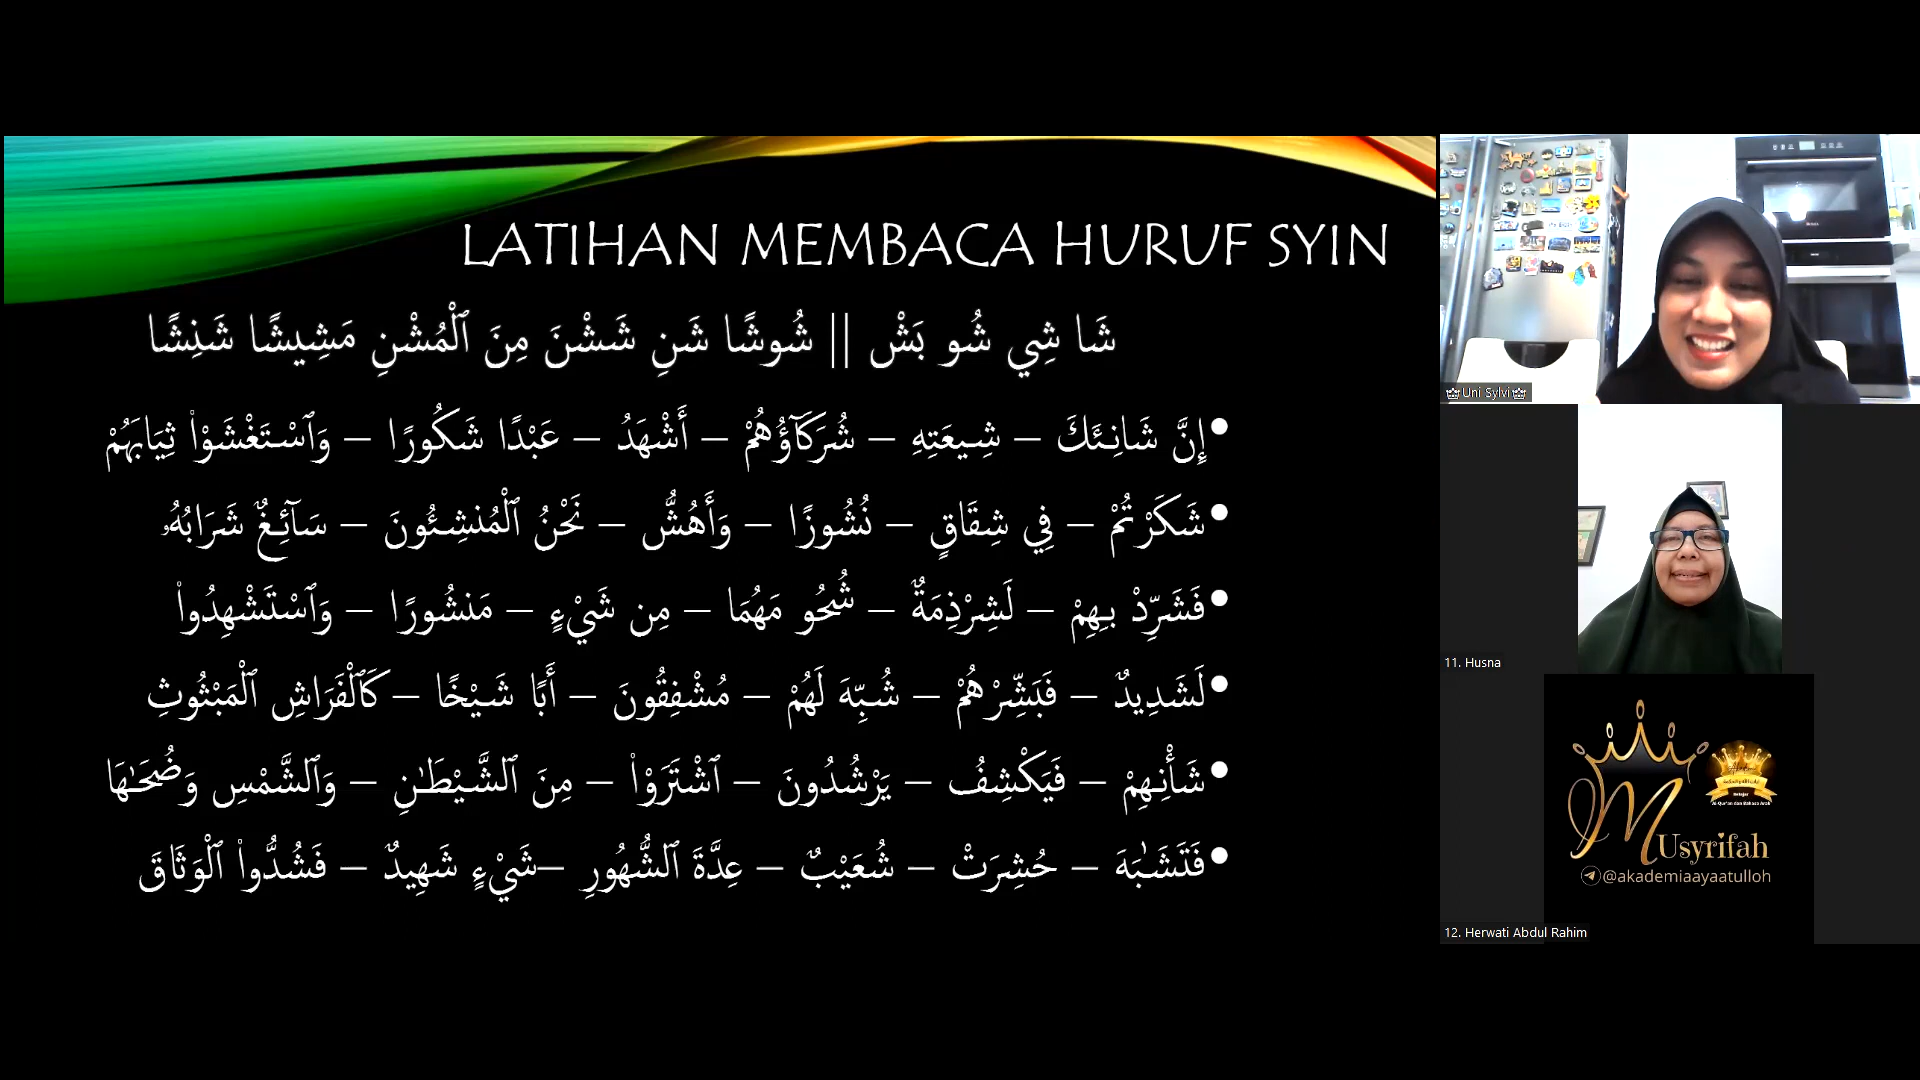 LATIHAN MEMBACA HURUF SYIN
شَا شِي شُو بَشْ || شُوشًا شَنِ شَشْنَ مِنَ ٱلْمُشْنِ مَشِيشًا شَنِشًا
•إِنَّ شَانِئَكَ – شِيعَتِهِ – شُرَكَآؤُهُمْ – أَشْهَدُ – عَبْدًا شَكُورًا – وَٱسْتَغْشَوْا۟ ثِيَابَهُمْ
•شَكَرْتُمْ – فِي شِقَاقٍ – نُشُوزًا – وَأَهُشُّ – نَحْنُ ٱلْمُنشِئُونَ – سَآئِغٌ شَرَابُهُۥ
•فَشَرِّدْ بِهِمْ – لَشِرْذِمَةٌ – شُحُو مَهُمَا – مِن شَيْءٍ – مَنشُورًا – وَٱسْتَشْهِدُوا۟
•لَشَدِيدٌ – فَبَشِّرْهُمْ – شُبِّهَ لَهُمْ – مُشْفِقُونَ – أَبًا شَيْخًا – كَٱلْفَرَاشِ ٱلْمَبْثُوثِ
•شَأْنِهِمْ – فَيَكْشِفُ – يَرْشُدُونَ – ٱشْتَرَوْا۟ – مِنَ ٱلشَّيْطَـٰنِ – وَٱلشَّمْسِ وَضُحَـٰهَا
•فَتَشَـٰبَهَ – حُشِرَتْ – شُعَيْبٌ – عِدَّةَ ٱلشُّهُورِ –شَيْءٍ شَهِيدٌ – فَشُدُّوا۟ ٱلْوَثَاقَ
Uni Sylvi
11. Husna
Musyrifah
@akademiaayaatulloh
12. Herwati Abdul Rahim